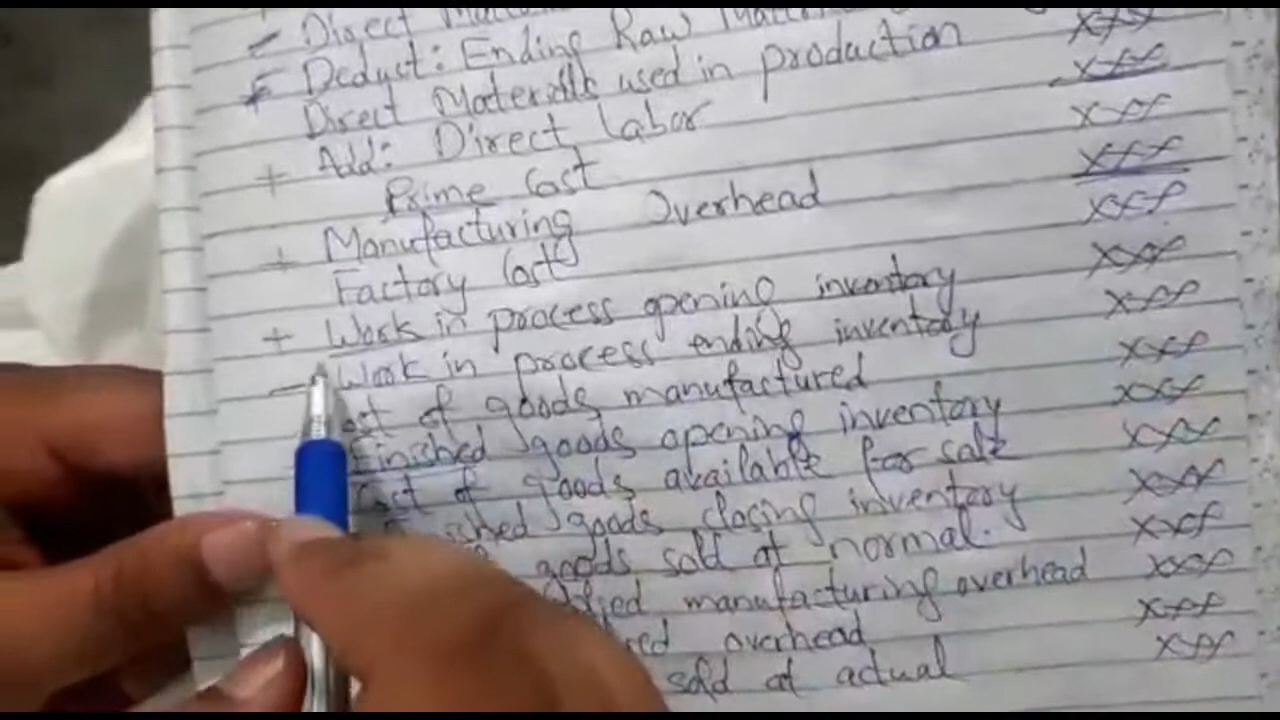 Direct
Deduct: Ending Raw xxx
Direct Materials used in production xxx
+ Add: Direct Labor xxx
Prime Cost xxx
+ Manufacturing Overhead xxx
Factory Cost xxx
+ Work in process opening inventory xxx
- Work in process ending inventory xxx
of goods manufactured xxx
Finished goods opening inventory xxx
Cost of goods available for sale xxx
goods closing inventory xxx
goods sold at normal. xxx
manufacturing overhead xxx
overhead xxx
sold at actual xxx